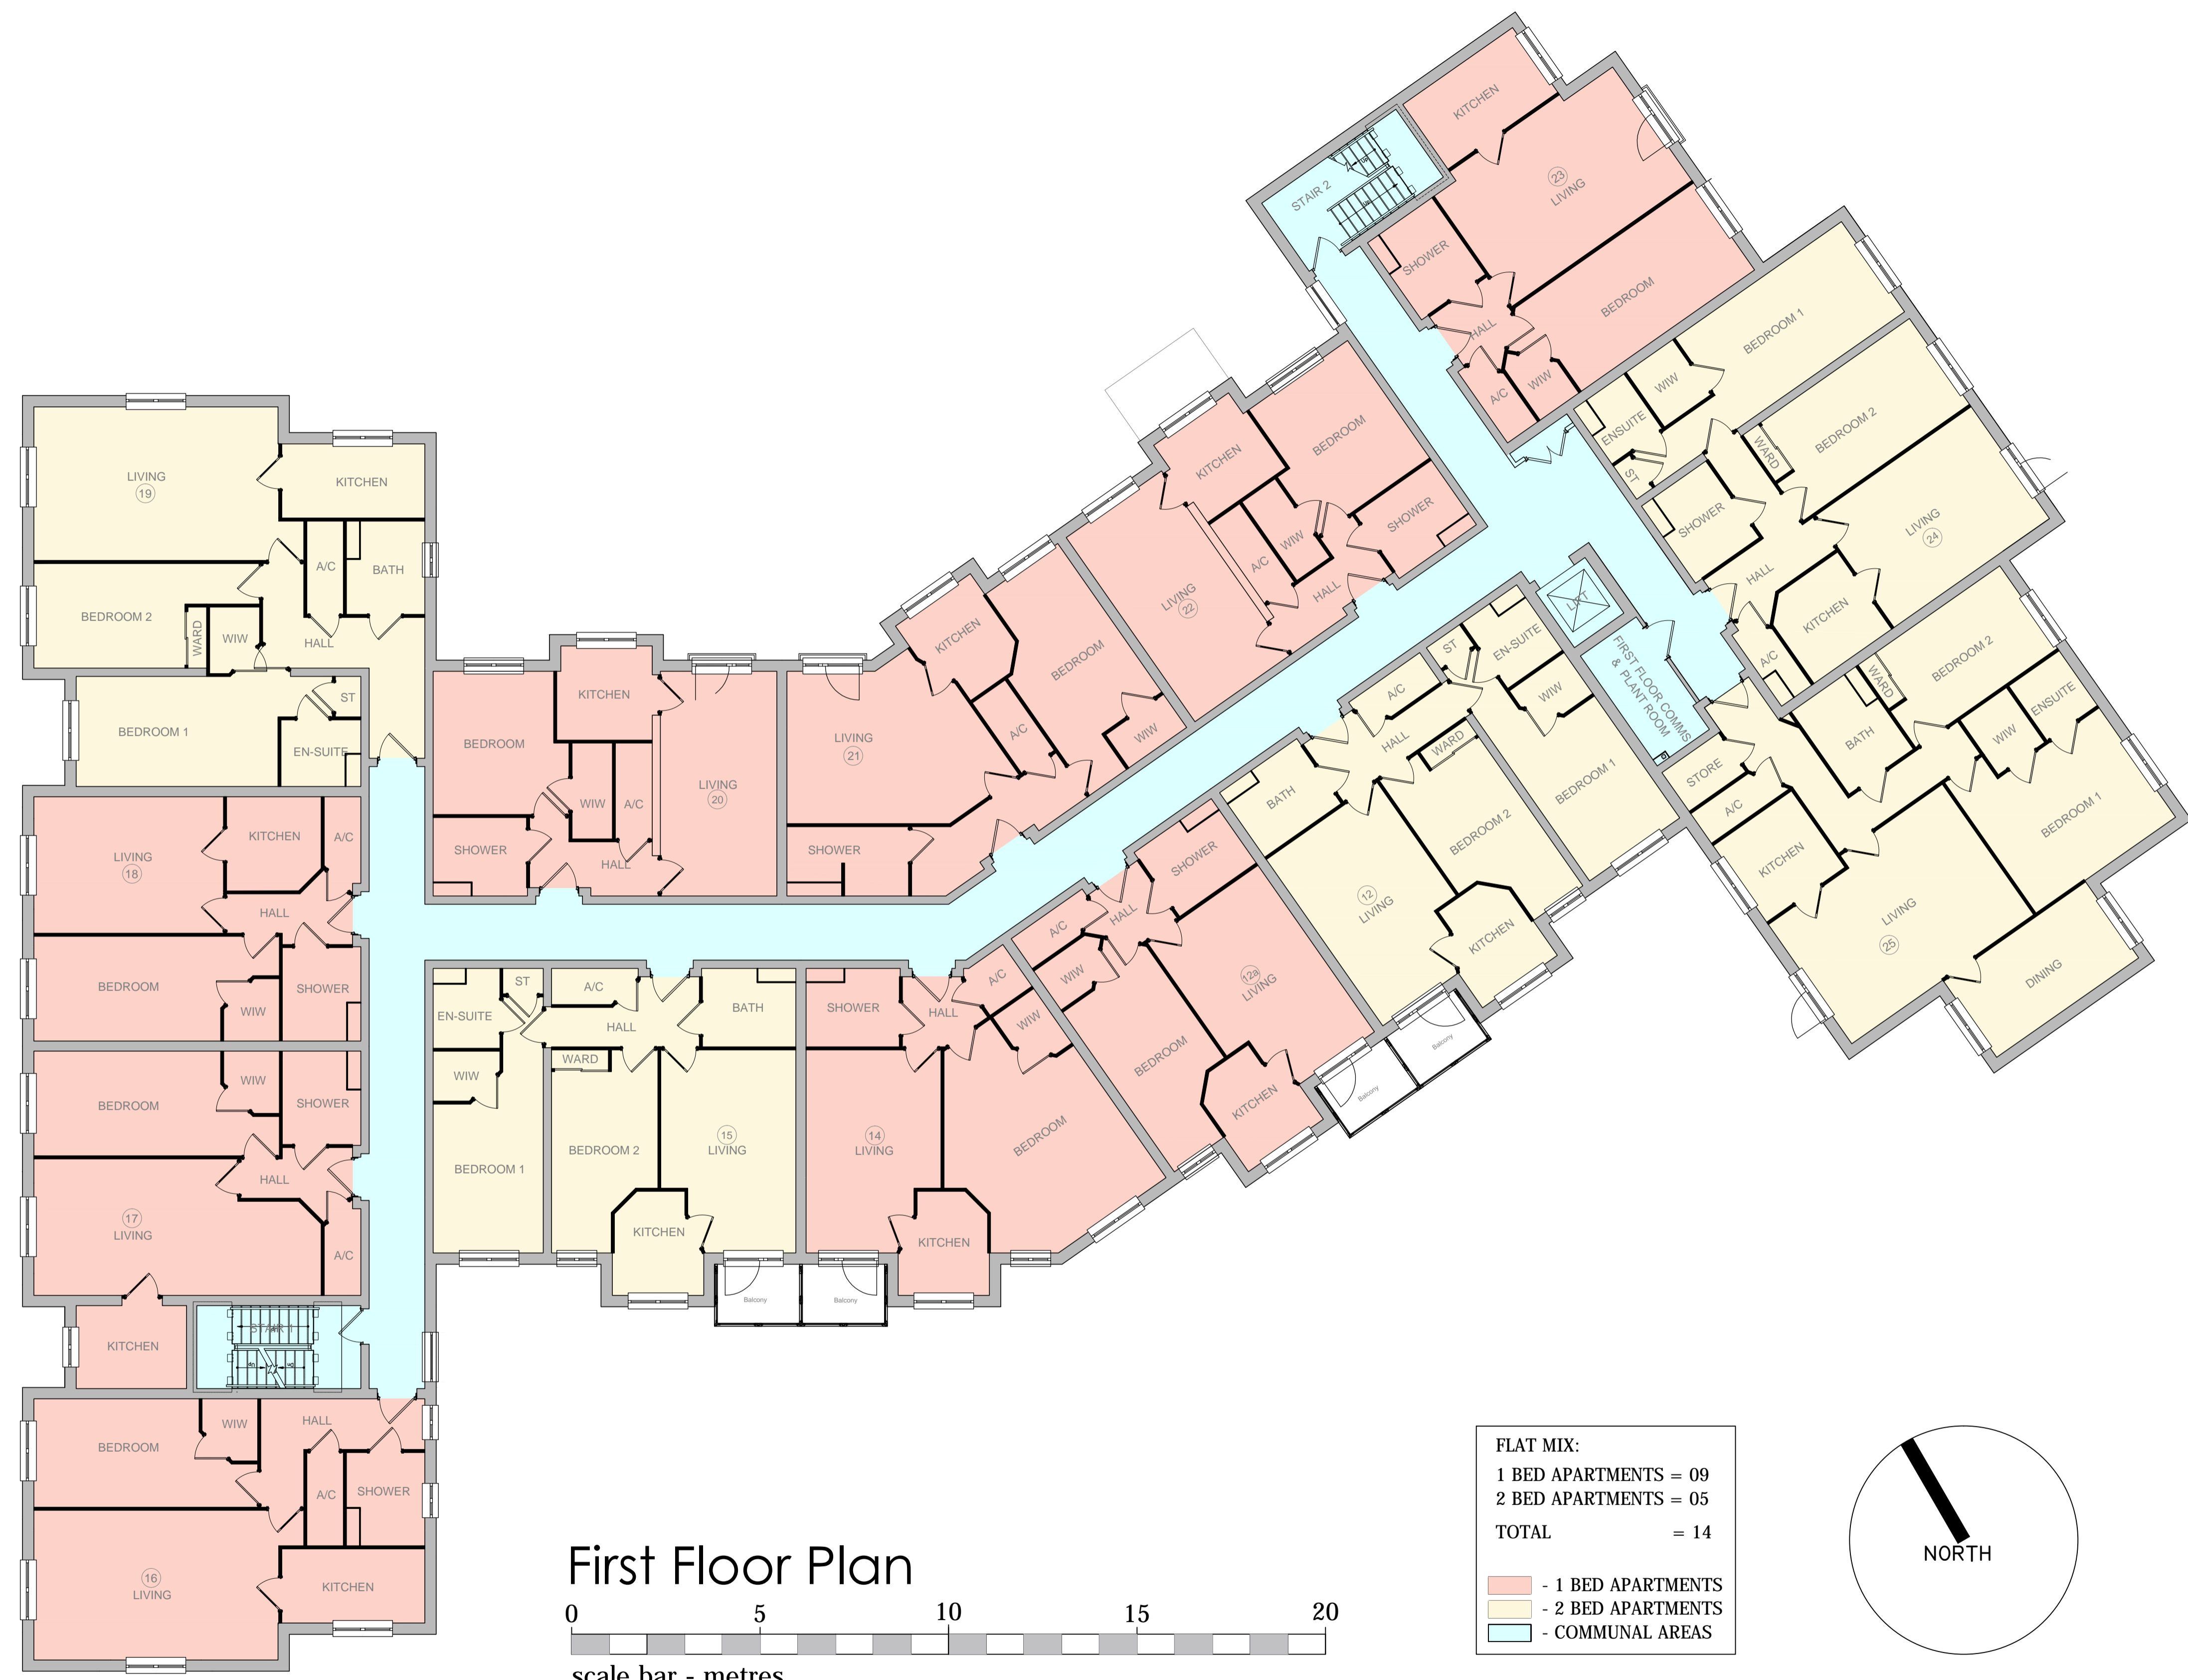 KITCHEN
23
LIVING
STAIR 2
Up
Up
SHOWER
BEDROOM
HALL
A/C
WIW
BEDROOM 1
WIW
ENSUITE
ST
BEDROOM 2
WARD
SHOWER
LIVING
24
HALL
KITCHEN
A/C
KITCHEN
BEDROOM
SHOWER
WIW
A/C
HALL
LIVING
22
LIFT
FIRST FLOOR COMMS
& PLANT ROOM
LIVING
19
KITCHEN
A/C
BATH
BEDROOM 2
WARD
WIW
HALL
BEDROOM 1
ST
EN-SUITE
KITCHEN
BEDROOM
WIW
A/C
LIVING
20
SHOWER
HALL
KITCHEN
BEDROOM
A/C
WIW
LIVING
21
SHOWER
ST
EN-SUITE
WIW
A/C
HALL
WARD
BATH
BEDROOM 1
BEDROOM 2
12
LIVING
KITCHEN
BEDROOM 2
WARD
BATH
ENSUITE
WIW
STORE
A/C
BEDROOM 1
KITCHEN
LIVING
25
DINING
LIVING
18
KITCHEN
A/C
HALL
BEDROOM
WIW
SHOWER
BEDROOM
WIW
SHOWER
HALL
17
LIVING
A/C
KITCHEN
STAIR 1
dn
up
EN-SUITE
ST
A/C
HALL
BATH
WIW
WARD
BEDROOM 1
BEDROOM 2
15
LIVING
KITCHEN
Balcony
SHOWER
HALL
A/C
WIW
14
LIVING
BEDROOM
KITCHEN
Balcony
SHOWER
A/C
HALL
WIW
12a
LIVING
BEDROOM
KITCHEN
Balcony
Balcony
BEDROOM
WIW
HALL
A/C
SHOWER
16
LIVING
KITCHEN
First Floor Plan
0 5 10 15 20
scale bar - metres
FLAT MIX:
1 BED APARTMENTS = 09
2 BED APARTMENTS = 05
TOTAL = 14
- 1 BED APARTMENTS
- 2 BED APARTMENTS
- COMMUNAL AREAS
NORTH